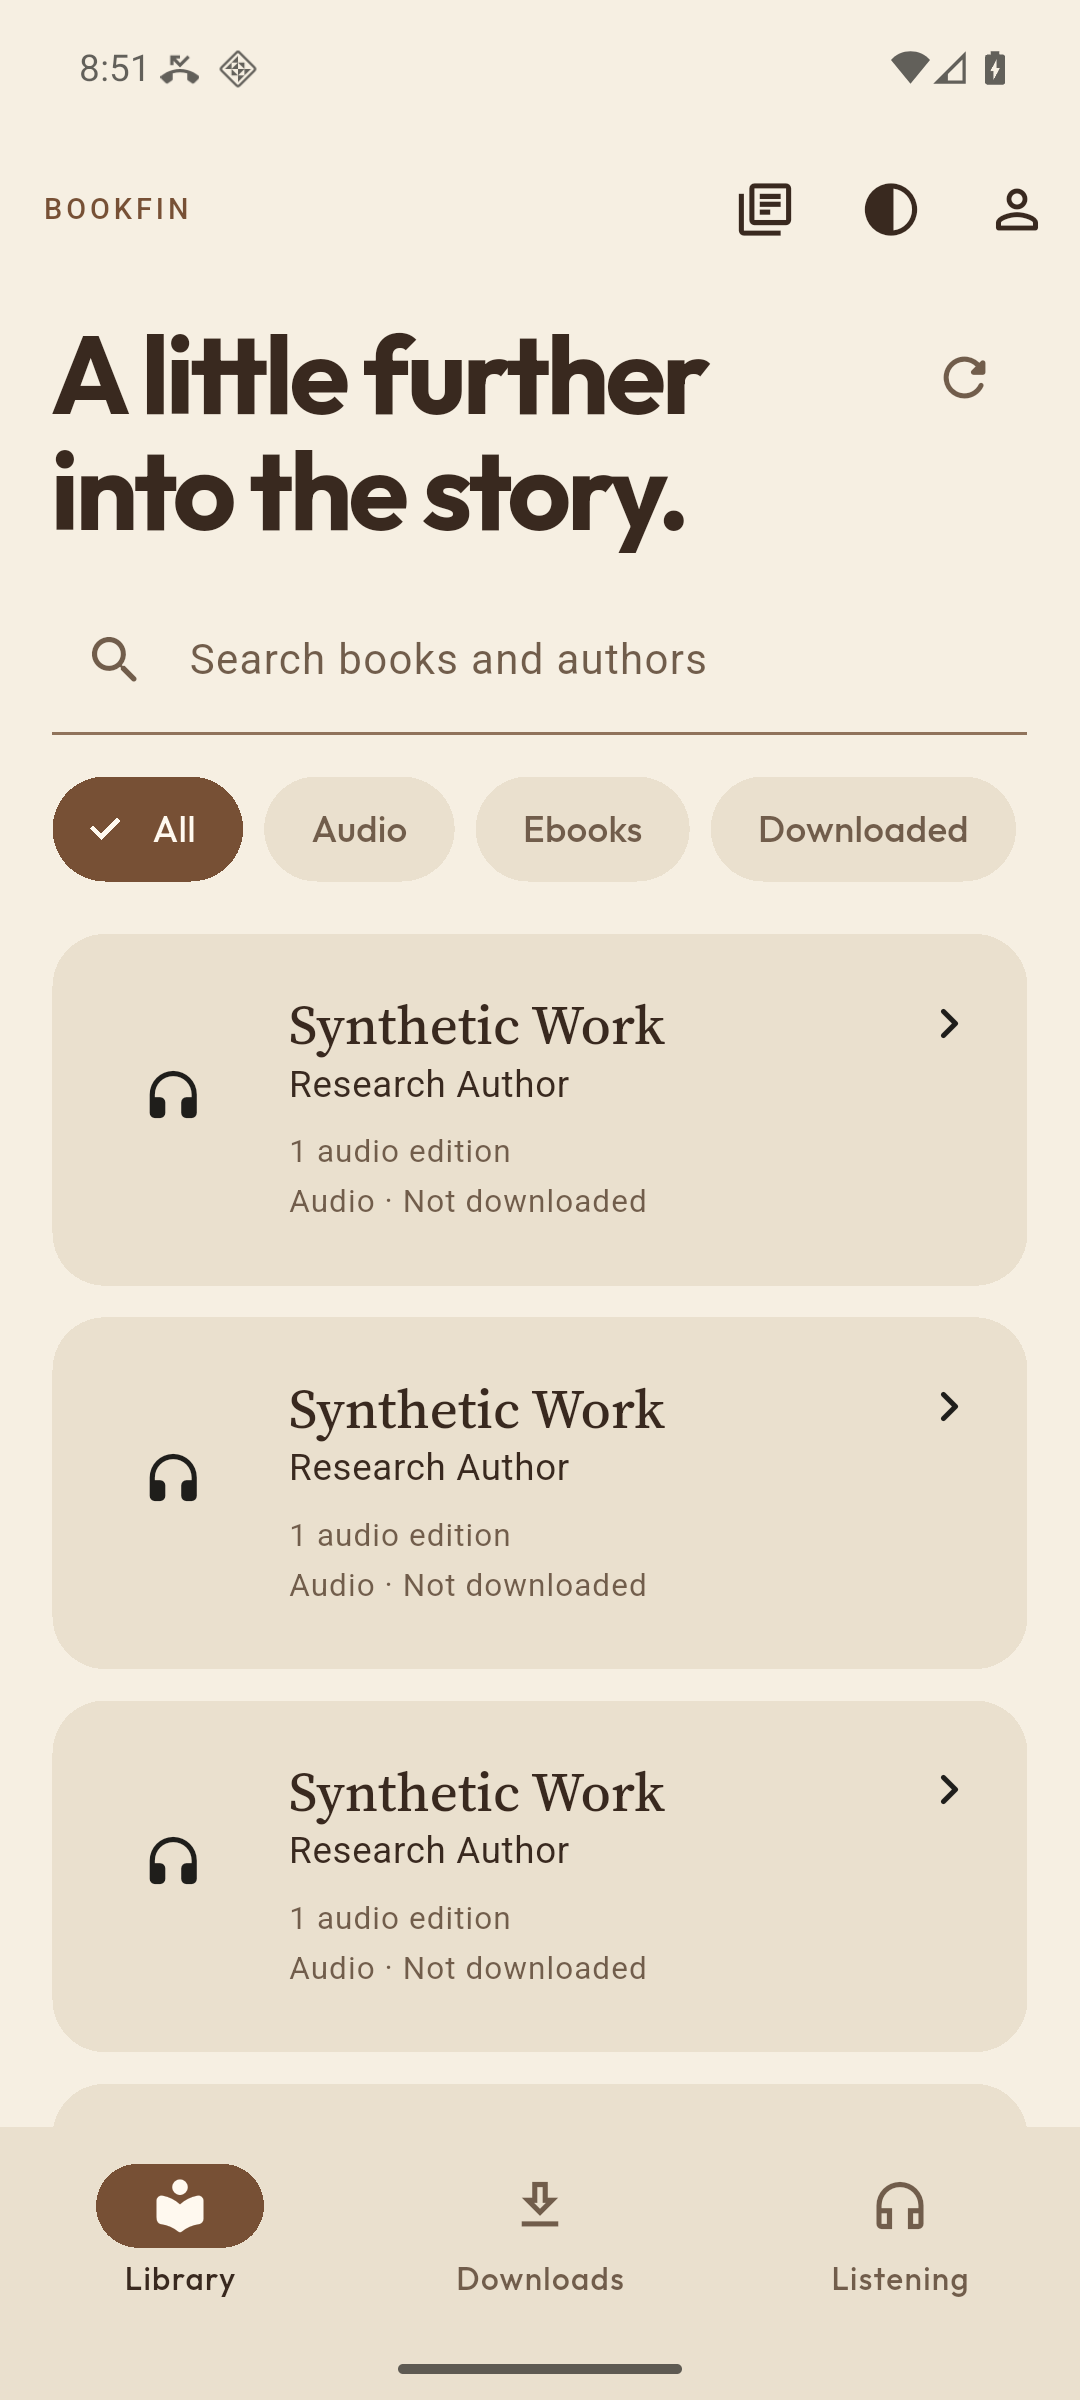 8:51
BOOKFIN
A little further
into the story.
Search books and authors
All
Audio
Ebooks
Downloaded
Synthetic Work
Research Author
1 audio edition
Audio · Not downloaded
Synthetic Work
Research Author
1 audio edition
Audio · Not downloaded
Synthetic Work
Research Author
1 audio edition
Audio · Not downloaded
Library
Downloads
Listening